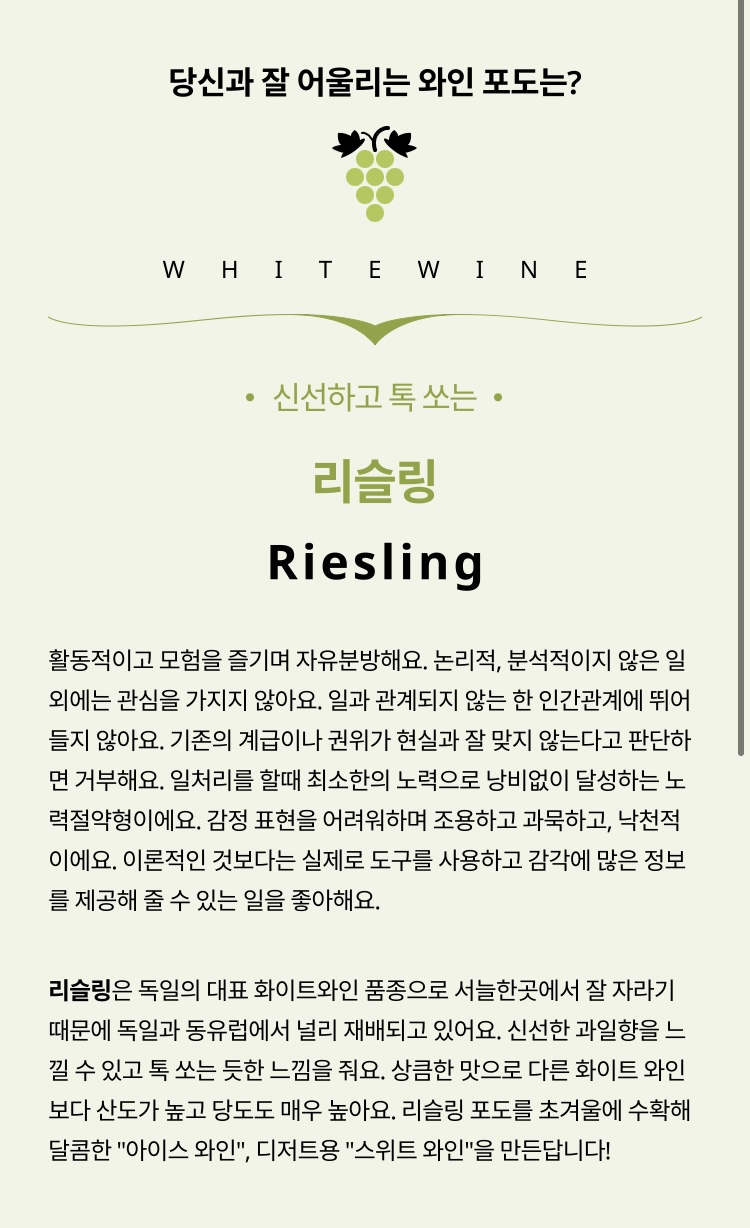 당신과 잘 어울리는 와인 포도는?
WHITEWINE
• 신선하고 톡 쏘는 •
리슬링
Riesling
활동적이고 모험을 즐기며 자유분방해요. 논리적, 분석적이지 않은 일
외에는 관심을 가지지 않아요. 일과 관계되지 않는 한 인간관계에 뛰어
들지 않아요. 기존의 계급이나 권위가 현실과 잘 맞지 않는다고 판단하
면 거부해요. 일처리를 할때 최소한의 노력으로 낭비없이 달성하는 노
력절약형이에요. 감정 표현을 어려워하며 조용하고 과묵하고, 낙천적
이에요. 이론적인 것보다는 실제로 도구를 사용하고 감각에 많은 정보
를 제공해 줄 수 있는 일을 좋아해요.
리슬링은 독일의 대표 화이트와인 품종으로 서늘한곳에서 잘 자라기
때문에 독일과 동유럽에서 널리 재배되고 있어요. 신선한 과일향을 느
낄 수 있고 톡 쏘는 듯한 느낌을 줘요. 상큼한 맛으로 다른 화이트 와인
보다 산도가 높고 당도도 매우 높아요. 리슬링 포도를 초겨울에 수확해
달콤한 "아이스 와인", 디저트용 "스위트 와인"을 만든답니다!